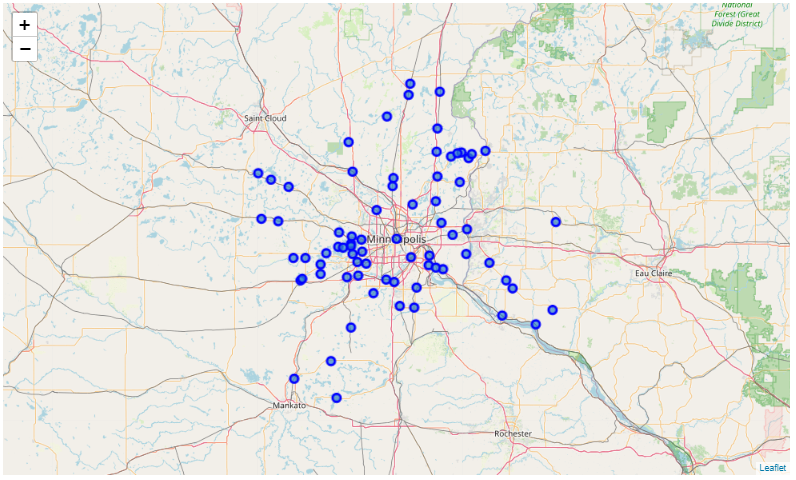 National
Forest (Great
Divide District)
+
−
Saint Cloud
Minneapolis
Eau Claire
Mankato
Rochester
Leaflet